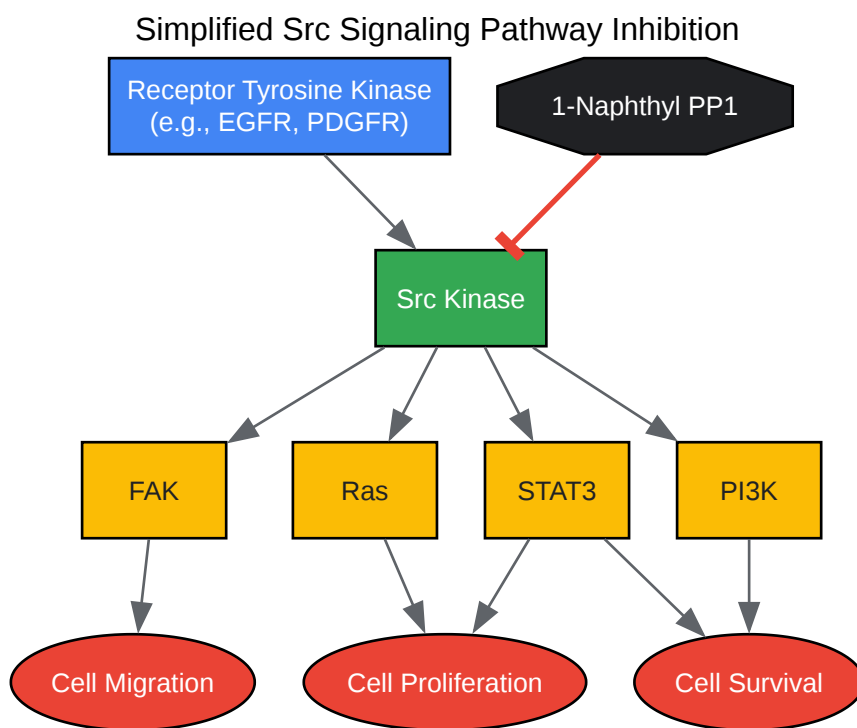 Simplified Src Signaling Pathway Inhibition
Receptor Tyrosine Kinase
(e.g., EGFR, PDGFR)
1-Naphthyl PP1
Src Kinase
FAK
Ras
STAT3
PI3K
Cell Migration
Cell Proliferation
Cell Survival